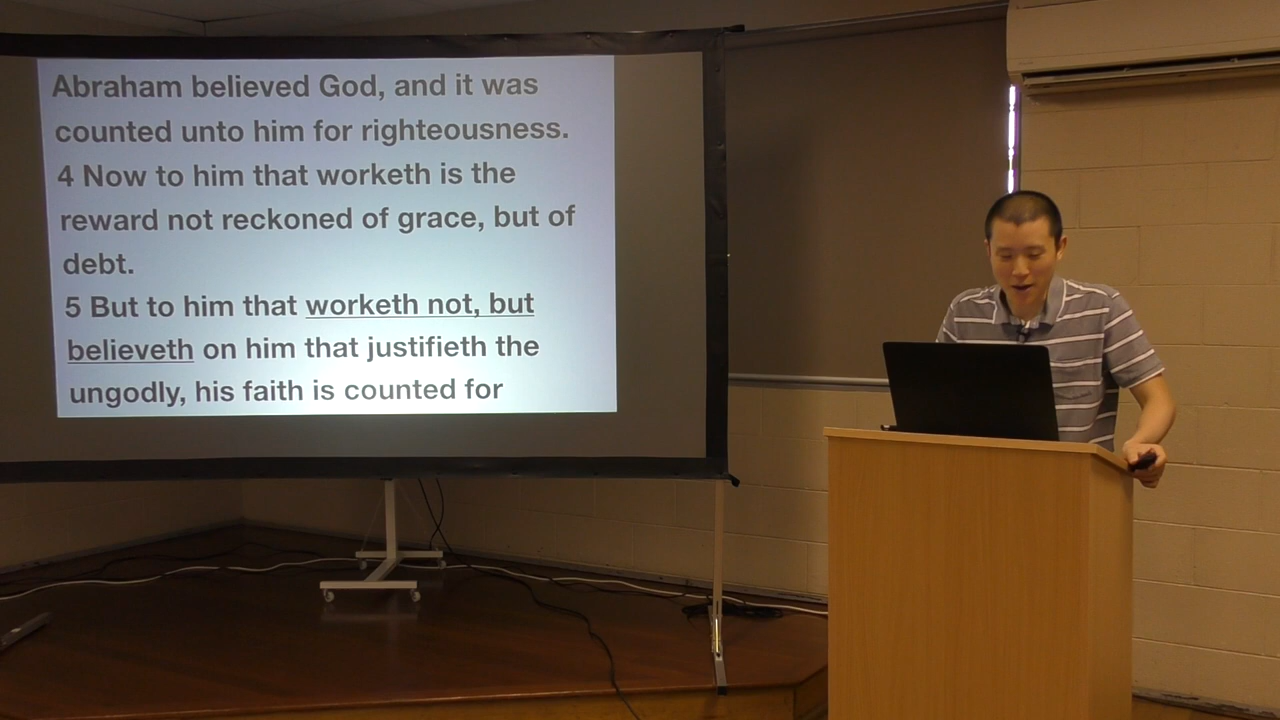 Abraham believed God, and it was
counted unto him for righteousness.
4 Now to him that worketh is the
reward not reckoned of grace, but of
debt.
5 But to him that worketh not, but
believeth on him that justifieth the
ungodly, his faith is counted for